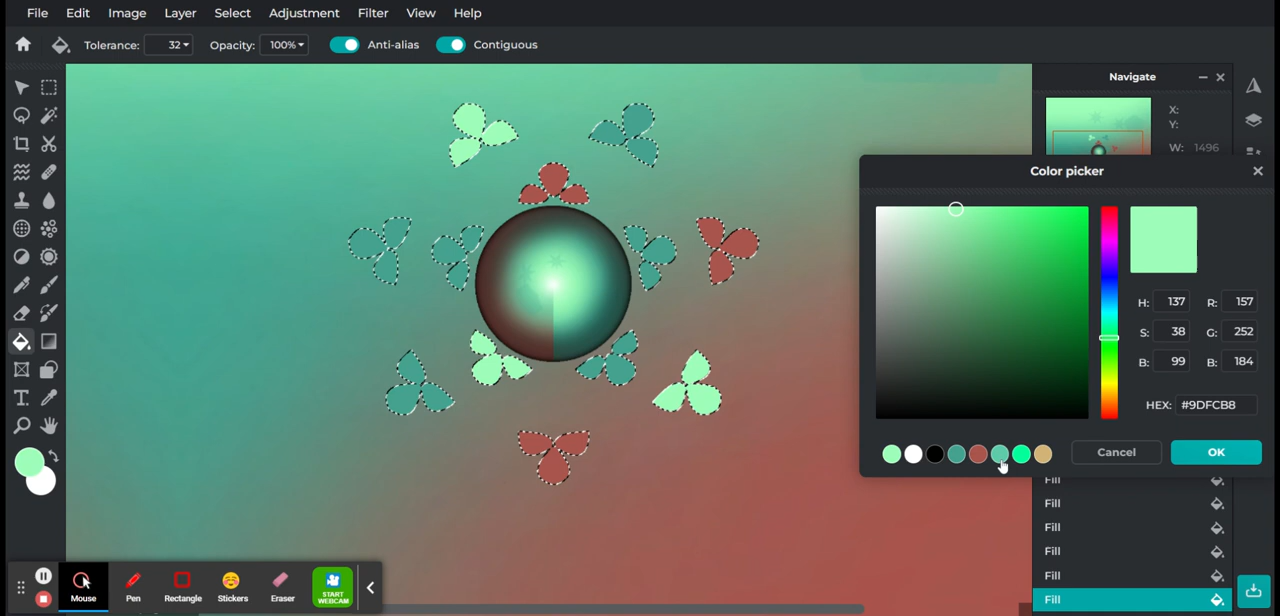 File Edit Image Layer Select Adjustment Filter View Help
Tolerance: 32 Opacity: 100% Anti-alias Contiguous
Navigate
X:
Y:
W: 1496
Color picker
H: 137 R: 157
S: 38 G: 252
B: 99 B: 184
HEX: #9DFCB8
Cancel OK
Fill
Fill
Fill
Fill
Fill
Fill
Mouse Pen Rectangle Stickers Eraser START WEBCAM